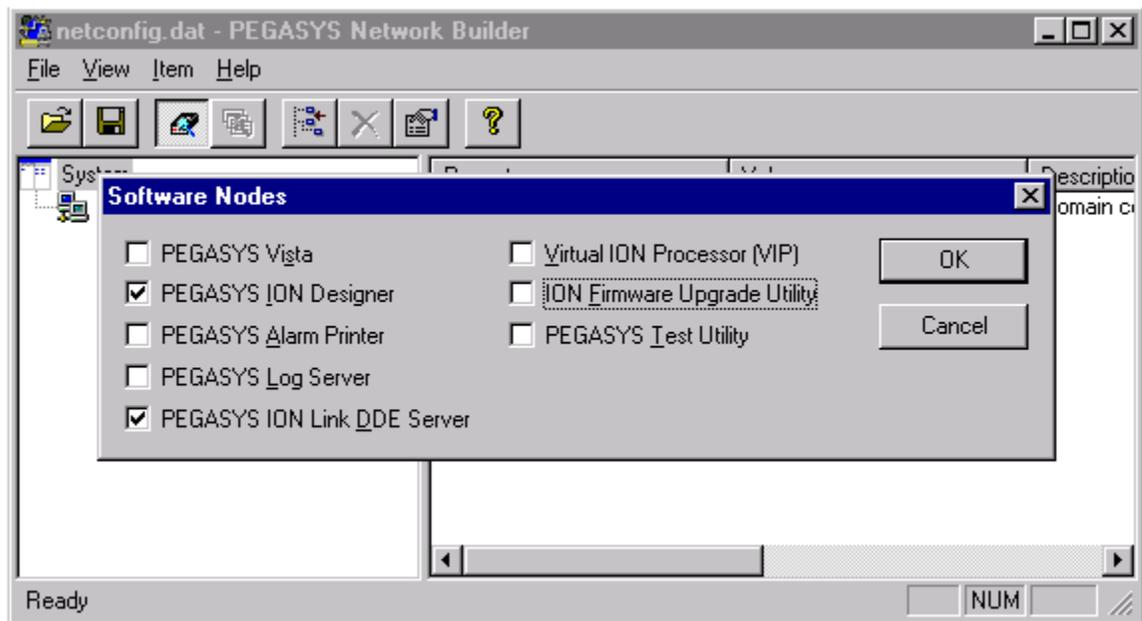 netconfig.dat - PEGASYS Network Builder
File View Item Help
Software Nodes
PEGASYS Vista
PEGASYS ION Designer
PEGASYS Alarm Printer
PEGASYS Log Server
PEGASYS ION Link DDE Server
Virtual ION Processor (VIP)
ION Firmware Upgrade Utility
PEGASYS Test Utility
OK
Cancel
Ready
NUM